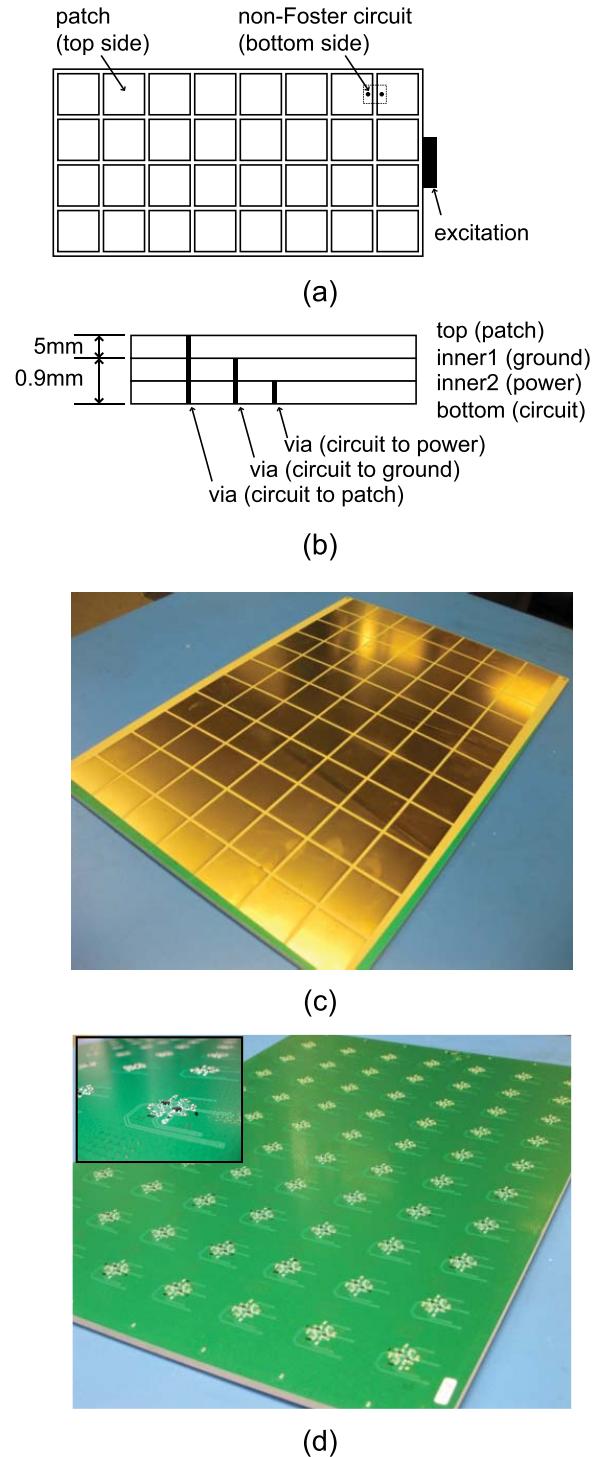 patch
(top side)
non-Foster circuit
(bottom side)
excitation
(a)
5mm
0.9mm
top (patch)
inner1 (ground)
inner2 (power)
bottom (circuit)
via (circuit to power)
via (circuit to ground)
via (circuit to patch)
(b)
(c)
(d)